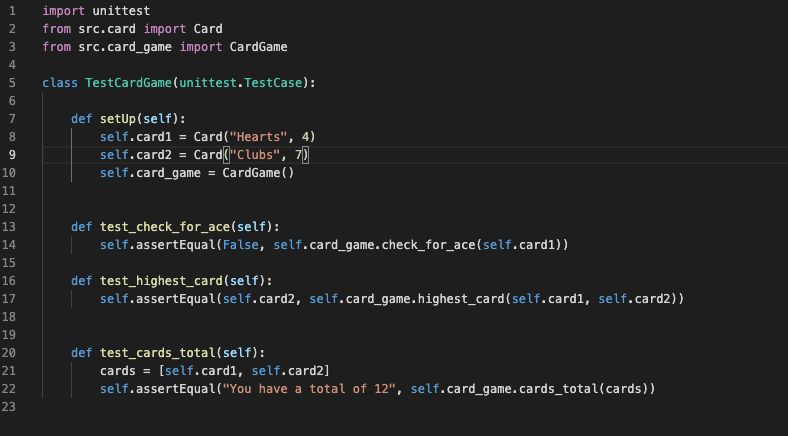 1 import unittest
2 from src.card import Card
3 from src.card_game import CardGame
4
5 class TestCardGame(unittest.TestCase):
6
7     def setUp(self):
8         self.card1 = Card("Hearts", 4)
9         self.card2 = Card("Clubs", 7)
10         self.card_game = CardGame()
11
12
13     def test_check_for_ace(self):
14         self.assertEqual(False, self.card_game.check_for_ace(self.card1))
15
16     def test_highest_card(self):
17         self.assertEqual(self.card2, self.card_game.highest_card(self.card1, self.card2))
18
19
20     def test_cards_total(self):
21         cards = [self.card1, self.card2]
22         self.assertEqual("You have a total of 12", self.card_game.cards_total(cards))
23